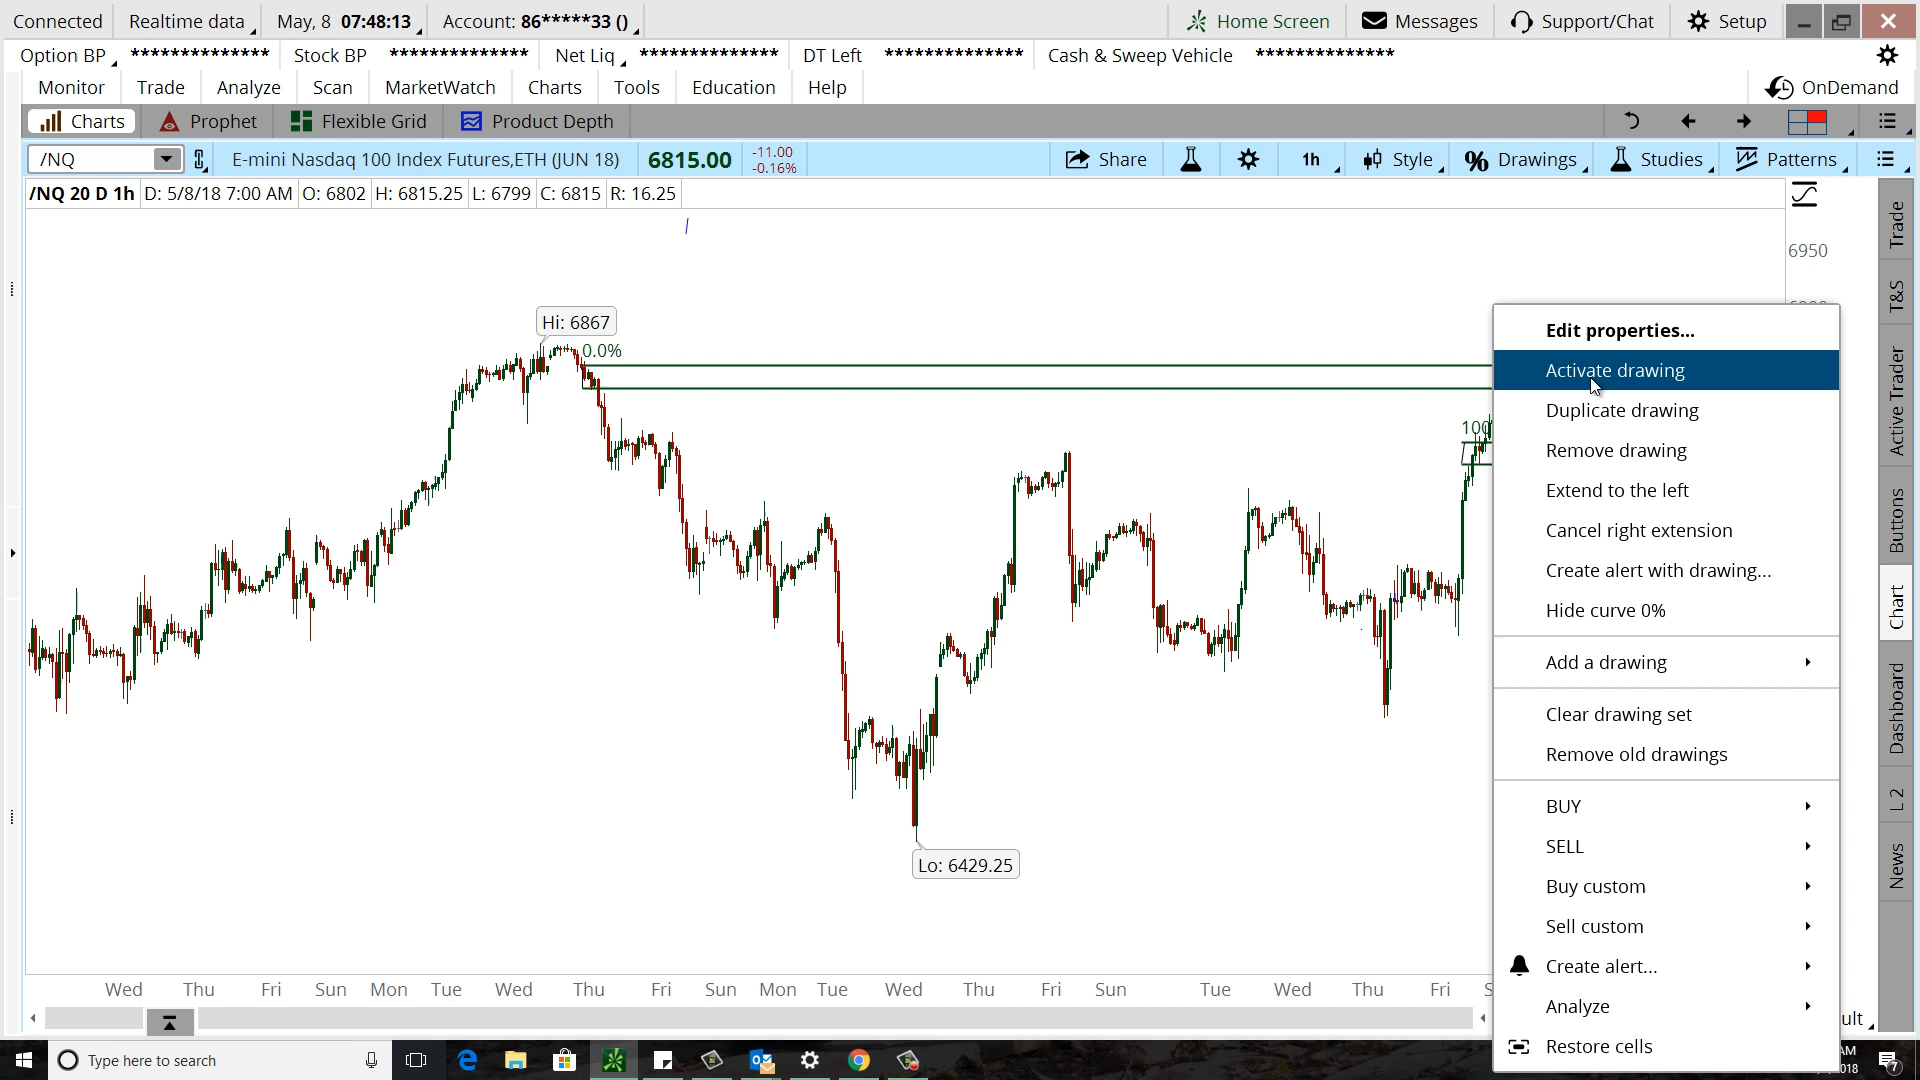 Connected Realtime data May, 8 07:48:13 Account: 86*****33 () Home Screen Messages Support/Chat Setup
Option BP ************** Stock BP ************** Net Liq ************** DT Left ************** Cash & Sweep Vehicle **************
Monitor Trade Analyze Scan MarketWatch Charts Tools Education Help OnDemand
Charts Prophet Flexible Grid Product Depth
/NQ E-mini Nasdaq 100 Index Futures,ETH (JUN 18) 6815.00 -11.00 -0.16% Share 1h Style Drawings Studies Patterns
/NQ 20 D 1h D: 5/8/18 7:00 AM O: 6802 H: 6815.25 L: 6799 C: 6815 R: 16.25
6950
Hi: 6867
0.0%
100
Lo: 6429.25
Edit properties...
Activate drawing
Duplicate drawing
Remove drawing
Extend to the left
Cancel right extension
Create alert with drawing...
Hide curve 0%
Add a drawing
Clear drawing set
Remove old drawings
BUY
SELL
Buy custom
Sell custom
Create alert...
Analyze
Restore cells
Trade
T&S
Active Trader
Buttons
Chart
Dashboard
L 2
News
Wed Thu Fri Sun Mon Tue Wed Thu Fri Sun Mon Tue Wed Thu Fri Sun Tue Wed Thu Fri S
ult
Type here to search
AM
2018
7